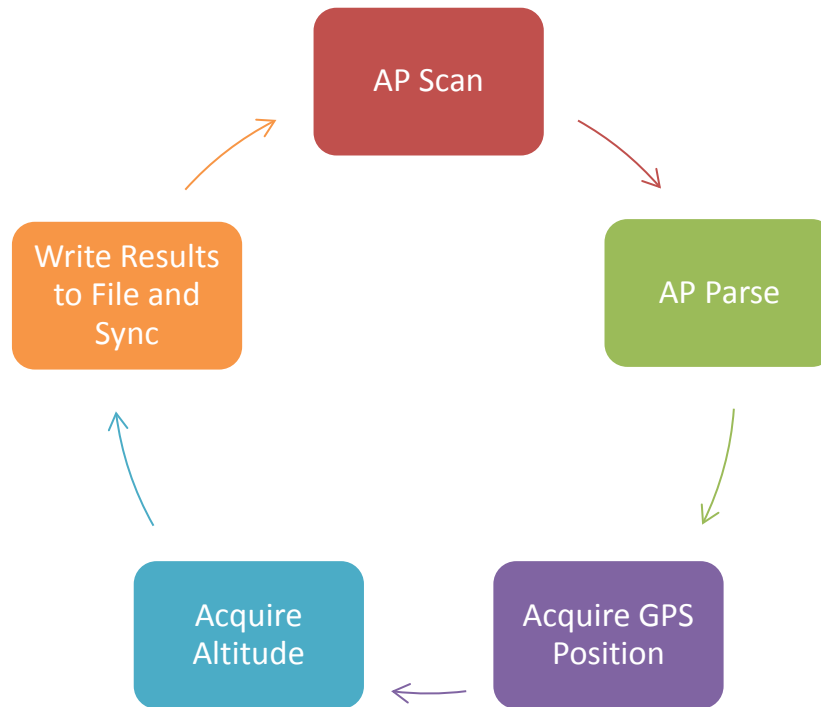 AP Scan
AP Parse
Acquire GPS
Position
Acquire
Altitude
Write Results
to File and
Sync